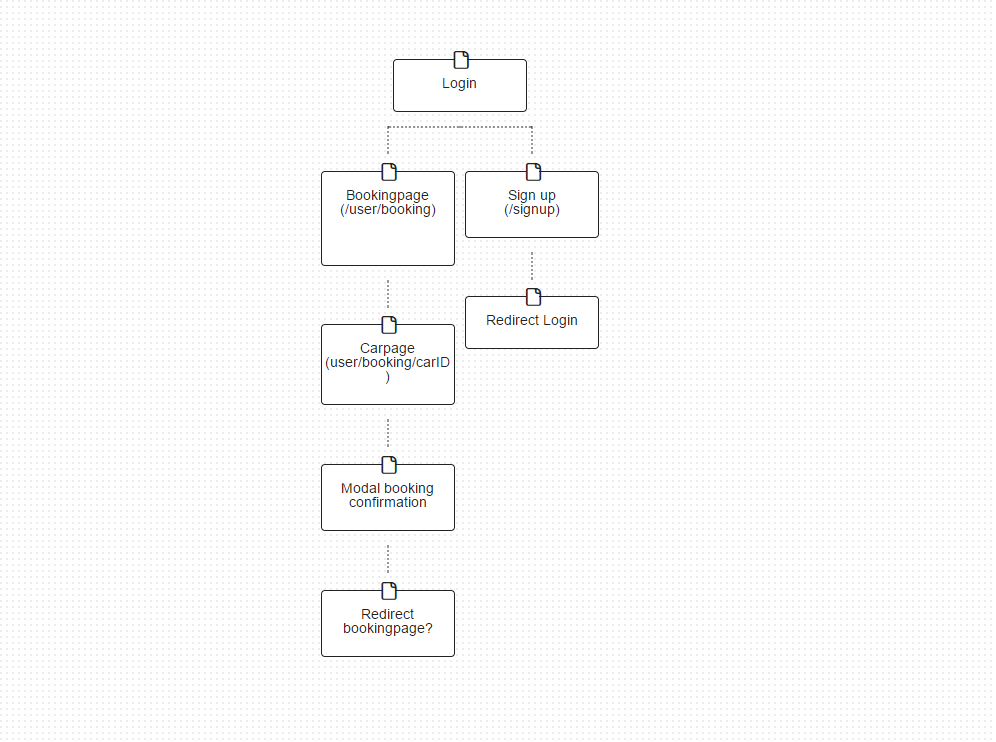 Login
Bookingpage
(/user/booking)
Sign up
(/signup)
Redirect Login
Carpage
(user/booking/carID
)
Modal booking
confirmation
Redirect
bookingpage?